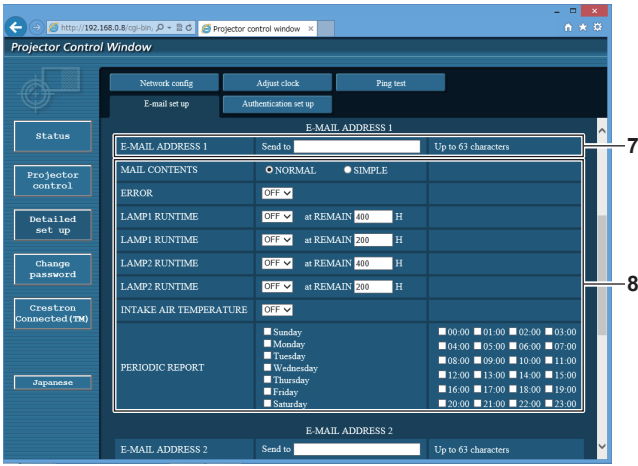 http://192.168.0.8/cgi-bin,
Projector control window ×
Projector Control Window
Network config Adjust clock Ping test
E-mail set up Authentication set up
Status
Projector
control
Detailed
set up
Change
password
Crestron
Connected(TM)
Japanese
E-MAIL ADDRESS 1
E-MAIL ADDRESS 1 Send to Up to 63 characters
7
MAIL CONTENTS NORMAL SIMPLE
ERROR OFF
LAMP1 RUNTIME OFF at REMAIN 400 H
LAMP1 RUNTIME OFF at REMAIN 200 H
LAMP2 RUNTIME OFF at REMAIN 400 H
LAMP2 RUNTIME OFF at REMAIN 200 H
8
INTAKE AIR TEMPERATURE OFF
PERIODIC REPORT
Sunday
Monday
Tuesday
Wednesday
Thursday
Friday
Saturday
00:00 01:00 02:00 03:00
04:00 05:00 06:00 07:00
08:00 09:00 10:00 11:00
12:00 13:00 14:00 15:00
16:00 17:00 18:00 19:00
20:00 21:00 22:00 23:00
E-MAIL ADDRESS 2
E-MAIL ADDRESS 2 Send to Up to 63 characters